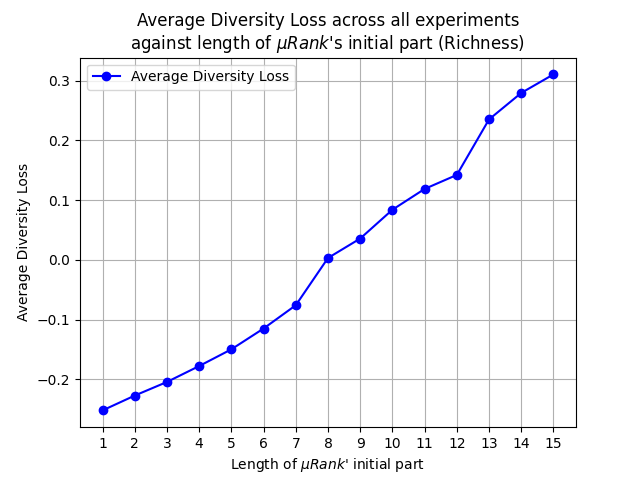 Average Diversity Loss across all experiments
against length of μRank's initial part (Richness)
Average Diversity Loss
0.3
0.2
0.1
0.0
−0.1
−0.2
Average Diversity Loss
1 2 3 4 5 6 7 8 9 10 11 12 13 14 15
Length of μRank' initial part